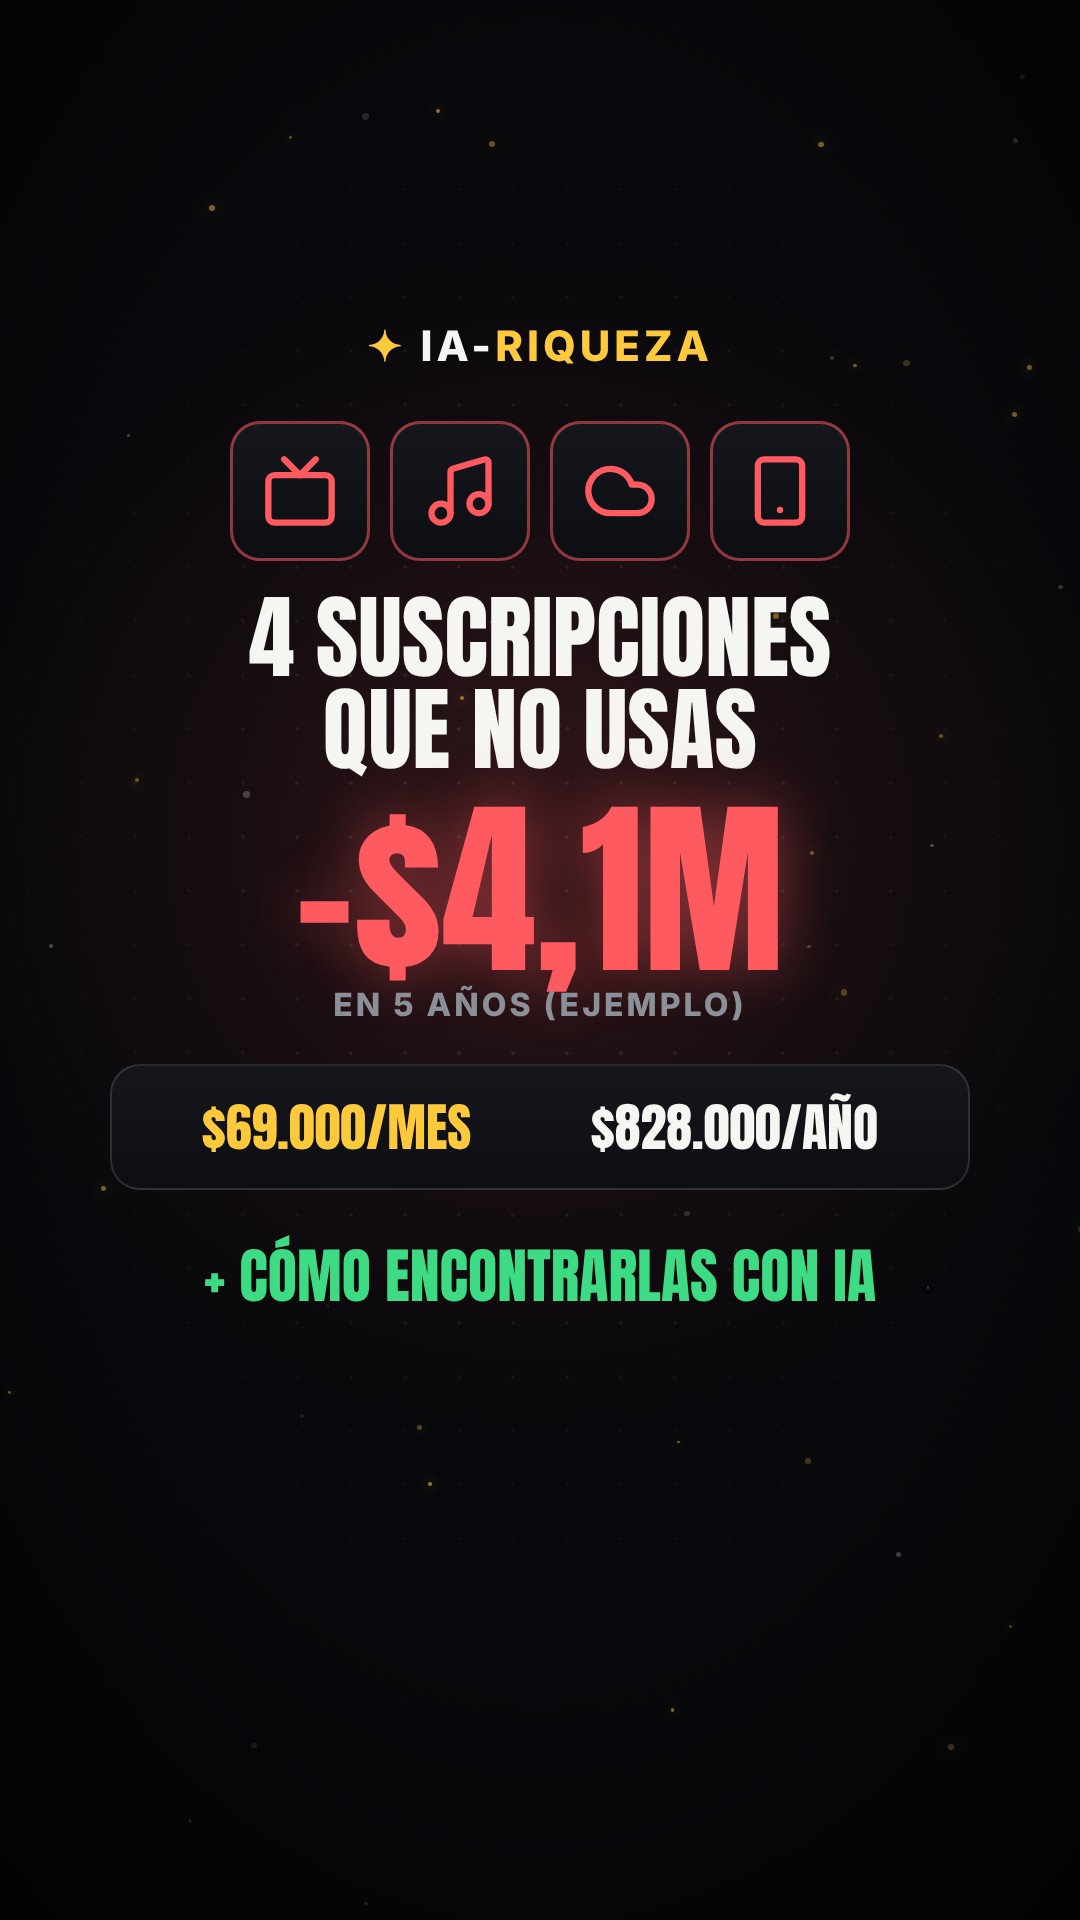 IA-RIQUEZA
4 SUSCRIPCIONES
QUE NO USAS
-$4,1M
EN 5 AÑOS (EJEMPLO)
$69.000/MES $828.000/AÑO
+ CÓMO ENCONTRARLAS CON IA